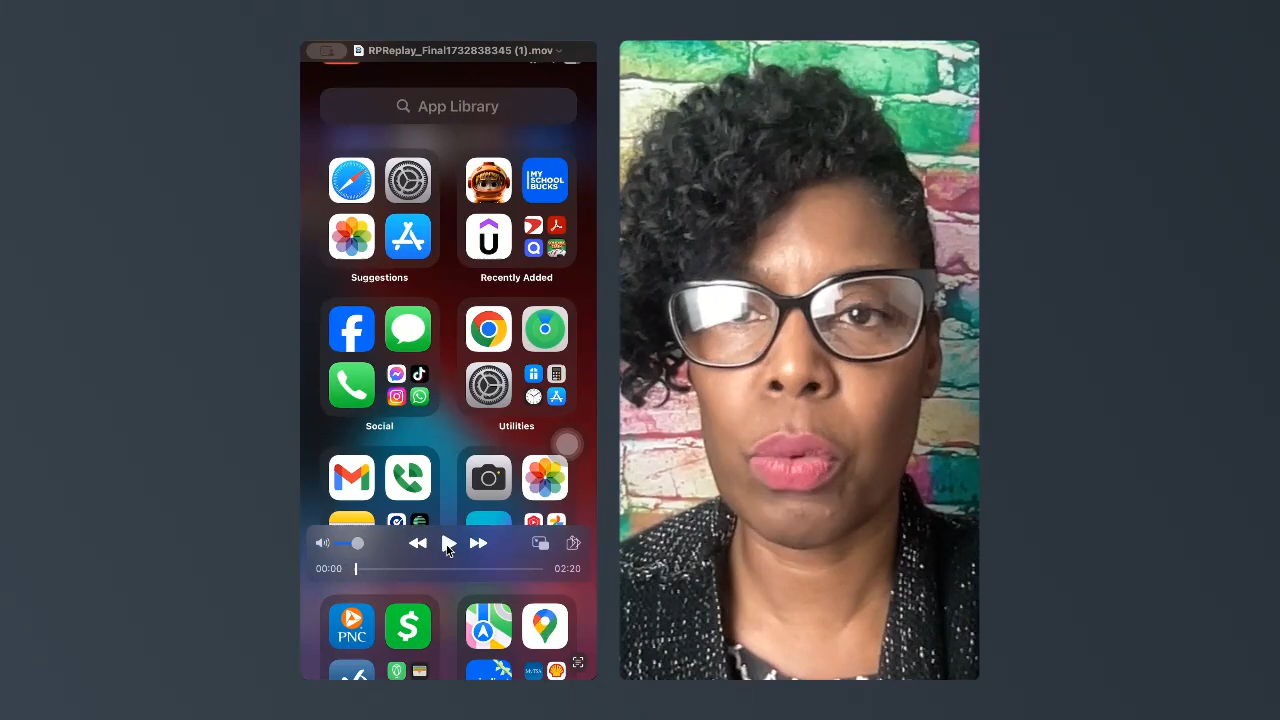 RPReplay_Final1732838345 (1).mov
App Library
MY
SCHOOL
BUCKS
Suggestions
Recently Added
Social
Utilities
00:00
02:20
PNC